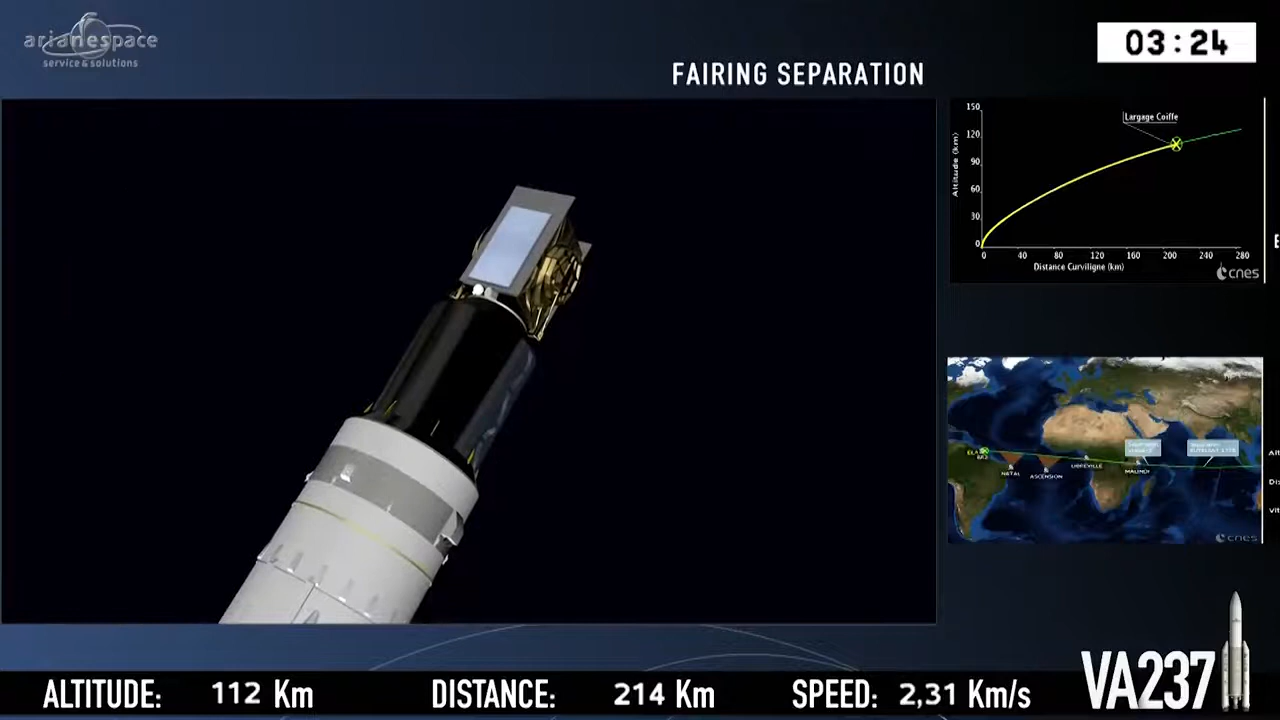 arianespace
service & solutions
FAIRING SEPARATION
03:24
150
120
90
60
30
0
Altitude (km)
Largage Coiffe
0 40 80 120 160 200 240 280
Distance Curviligne (km)
cnes
E
NATAL
ASCENSION
LIBREVILLE
MALINDI
cnes
VA237
ALTITUDE: 112 Km
DISTANCE: 214 Km
SPEED: 2,31 Km/s